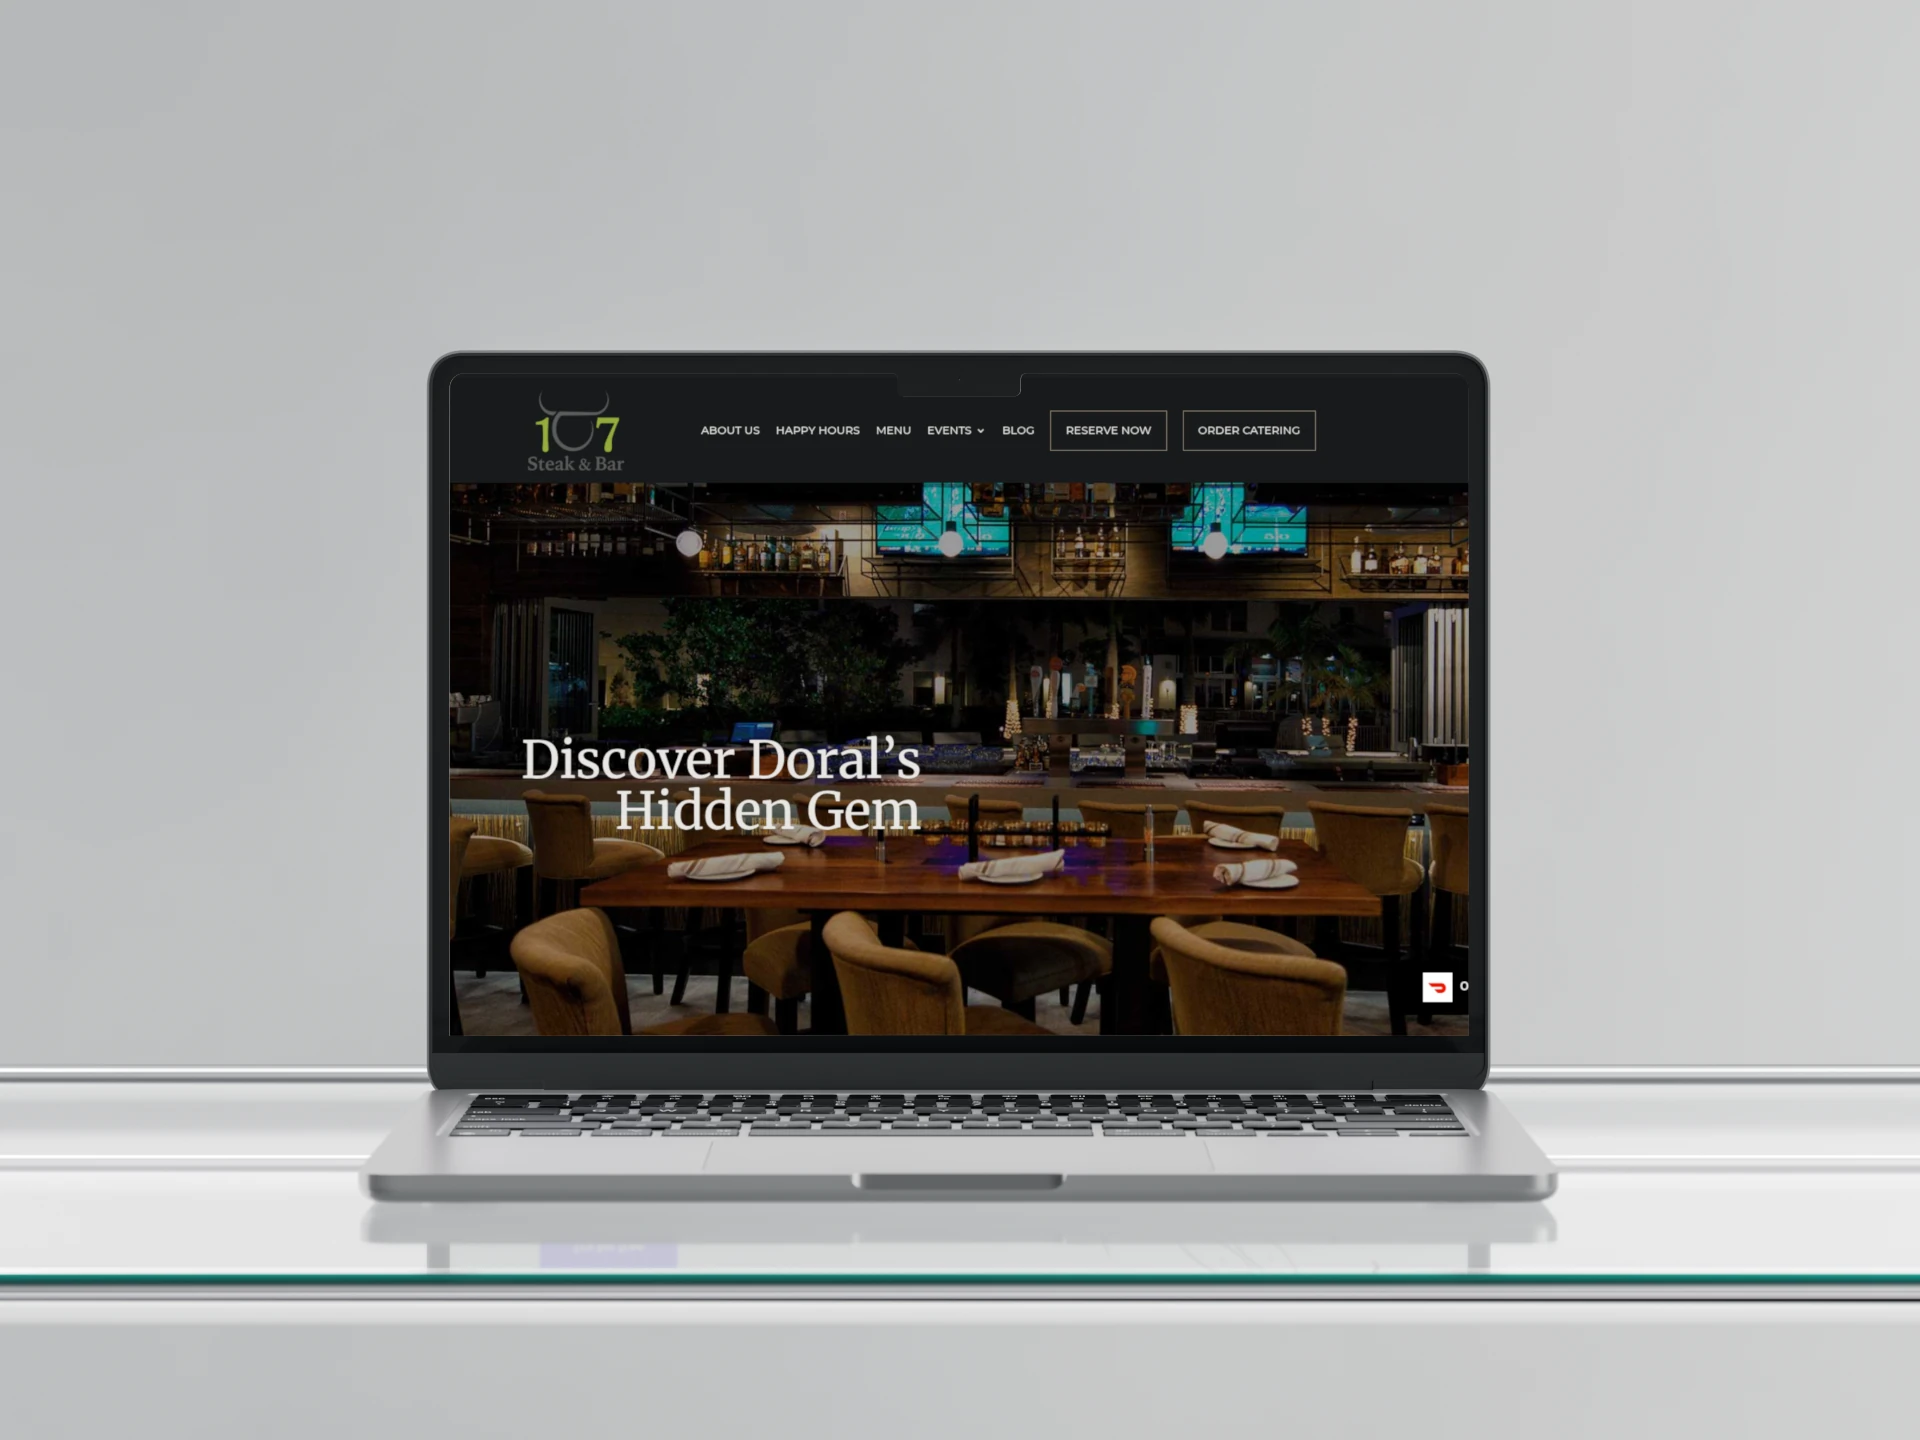 107
Steak & Bar
ABOUT US HAPPY HOURS MENU EVENTS BLOG RESERVE NOW ORDER CATERING
Discover Doral’s
Hidden Gem
O